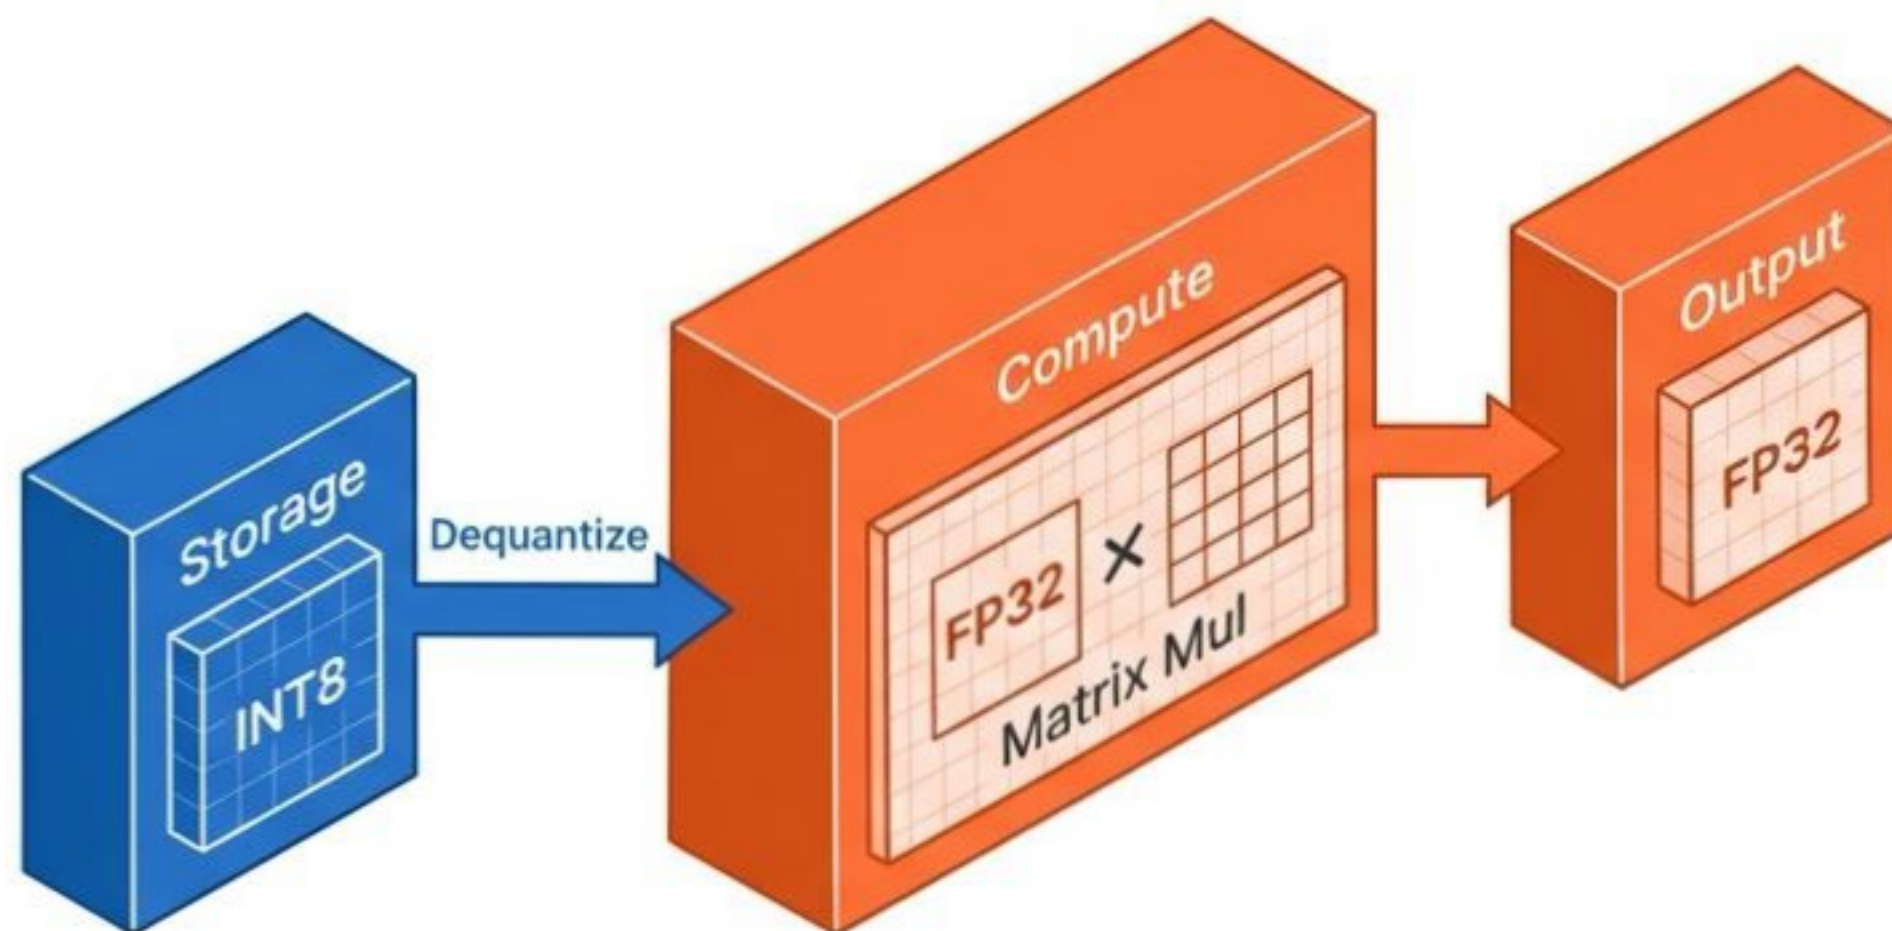 Storage
INT8
Dequantize
Compute
FP32 ×
Matrix Mul
Output
FP32